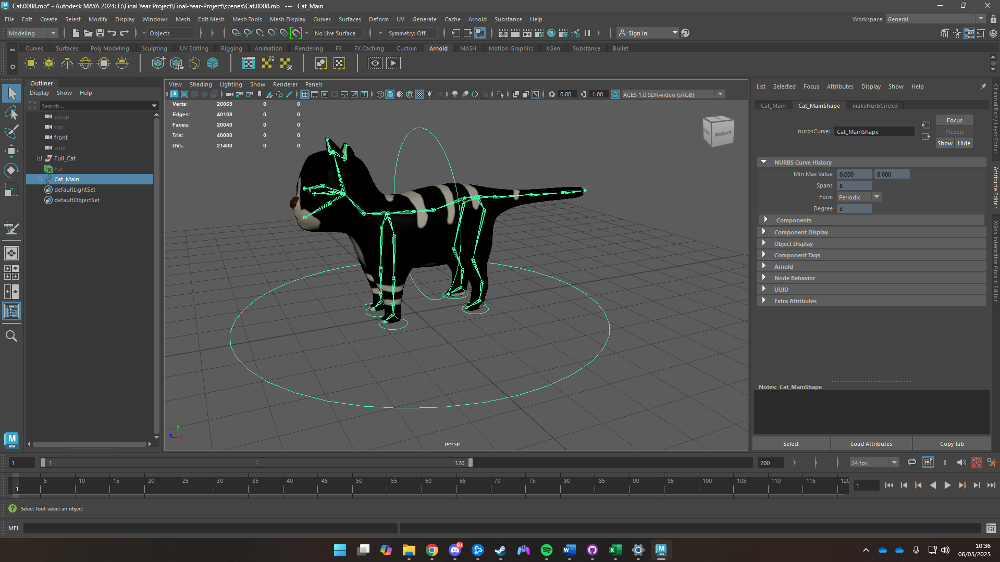 Cat.0008.mb* - Autodesk MAYA 2024: E:\Final Year Project\Final-Year-Project\scenes\Cat.0008.mb --- Cat_Main
File Edit Create Select Modify Display Windows Mesh Edit Mesh Mesh Tools Mesh Display Curves Surfaces Deform UV Generate Cache Arnold Substance Help
Workspace: General
Modeling Objects No Live Surface Symmetry: Off IPR Sign In
Curves Surfaces Poly Modeling Sculpting UV Editing Rigging Animation Rendering FX FX Caching Custom Arnold MASH Motion Graphics XGen Substance Bullet
Outliner
Display Show Help
Search...
persp
top
front
side
Full_Cat
Fur
Cat_Main
defaultLightSet
defaultObjectSet
View Shading Lighting Show Renderer Panels
0.00 1.00 ON ACES 1.0 SDR-video (sRGB)
Verts: 20069 0 0
Edges: 40108 0 0
Faces: 20040 0 0
Tris: 40000 0 0
UVs: 21400 0 0
RIGHT
y
z
x
persp
List Selected Focus Attributes Display Show Help
Cat_Main Cat_MainShape makeNurbCircle3
nurbsCurve: Cat_MainShape
Focus
Presets
Show Hide
NURBS Curve History
Min Max Value 0.000 8.000
Spans 8
Form Periodic
Degree 3
Components
Component Display
Object Display
Component Tags
Arnold
Node Behavior
UUID
Extra Attributes
Notes: Cat_MainShape
Select Load Attributes Copy Tab
Channel Box / Layer Editor
Attribute Editor
XGen Interactive Groom Editor
1 1 120 200 24 fps
5 10 15 20 25 30 35 40 45 50 55 60 65 70 75 80 85 90 95 100 105 110 115 120
1 1
Select Tool: select an object
MEL
M
AYA
9+
10:36
06/05/2025